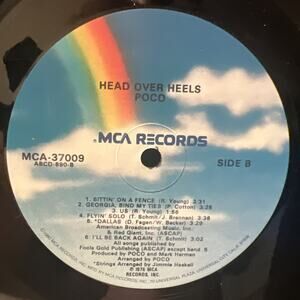 HEAD OVER HEELS
POCO
MCA RECORDS
MCA-37009
ABCD-890-B
SIDE B
1. SITTIN' ON A FENCE (R. Young) 3:31
2. GEORGIA, BIND MY TIES (P. Cotton) 3:25
3. US (R. Young) 1:56
4. FLYIN' SOLO (T. Schmit/J. Brennan) 3:38
5. *DALLAS (D. Fagen/W. Becker) 3:29
American Broadcasting Music, Inc.
& Red Giant, Inc. (ASCAP)
6. I'LL BE BACK AGAIN (T. Schmit) 3:02
All songs published by
Fools Gold Publishing (ASCAP) except band 5
Produced by POCO and Mark Harman
Arranged by POCO
*Strings Arranged by Jimmie Haskell
MCA RECORDS, INC.